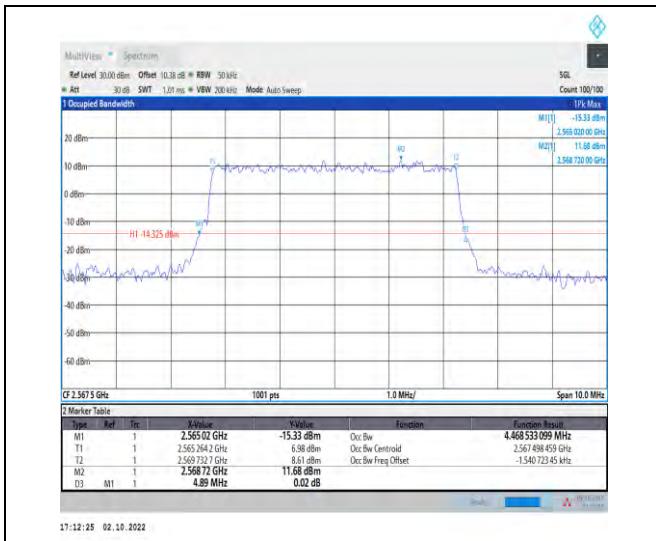 MultiView Spectrum
Ref Level 30.00 dBm Offset 10.38 dB RBW 50 kHz SGL
Att 30 dB SWT 1.01 ms VBW 200 kHz Mode Auto Sweep Count 100/100
1 Occupied Bandwidth 1Pk Max
M1[1] -15.33 dBm
2.565 020 00 GHz
M2[1] 11.68 dBm
2.568 720 00 GHz
20 dBm
10 dBm
0 dBm
-10 dBm
-20 dBm
-30 dBm
-40 dBm
-50 dBm
-60 dBm
T1
M2
T2
M1
D3
H1 -14.325 dBm
CF 2.567 5 GHz 1001 pts 1.0 MHz/ Span 10.0 MHz
2 Marker Table
Type Ref Trc X-Value Y-Value Function Function Result
M1 1 2.565 02 GHz -15.33 dBm Occ Bw 4.468 533 099 MHz
T1 1 2.565 264 2 GHz 6.98 dBm Occ Bw Centroid 2.567 498 459 GHz
T2 1 2.569 732 7 GHz 8.61 dBm Occ Bw Freq Offset -1.540 723 45 kHz
M2 1 2.568 72 GHz 11.68 dBm
D3 M1 1 4.89 MHz 0.02 dB
17:12:25 02.10.2022